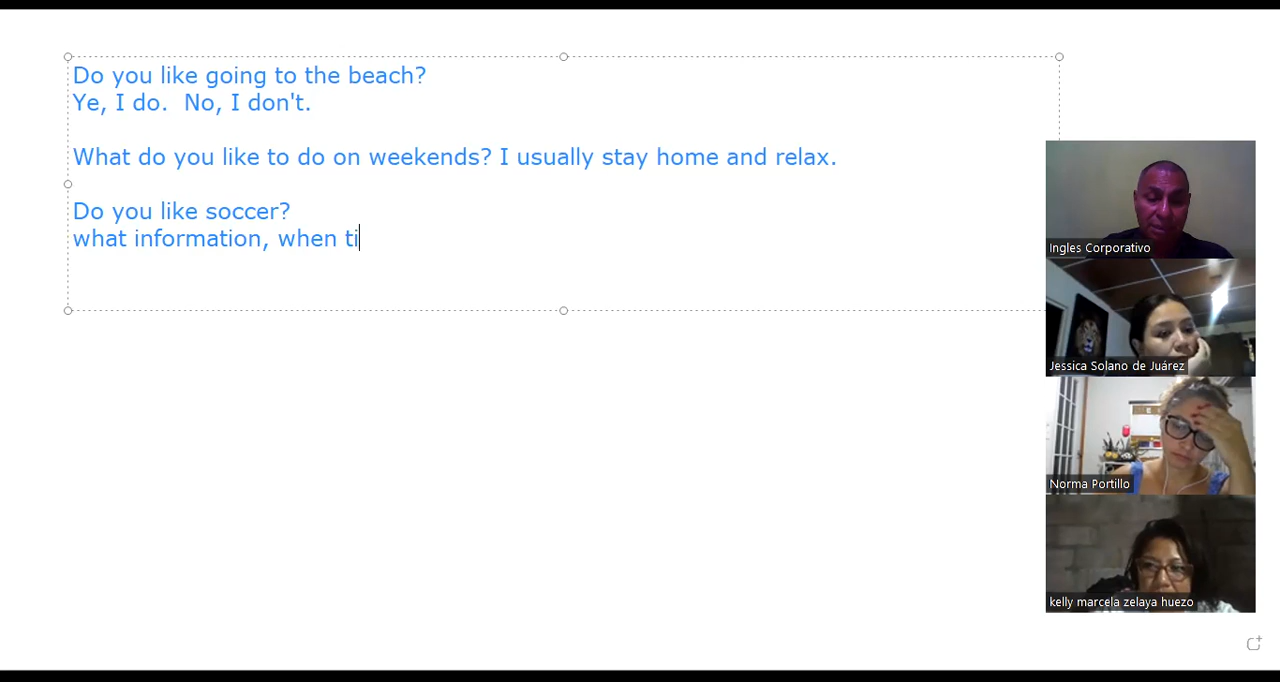 Do you like going to the beach?
Ye, I do.  No, I don't.
What do you like to do on weekends? I usually stay home and relax.
Do you like soccer?
what information, when ti
Ingles Corporativo
Jessica Solano de Juárez
Norma Portillo
kelly marcela zelaya huezo